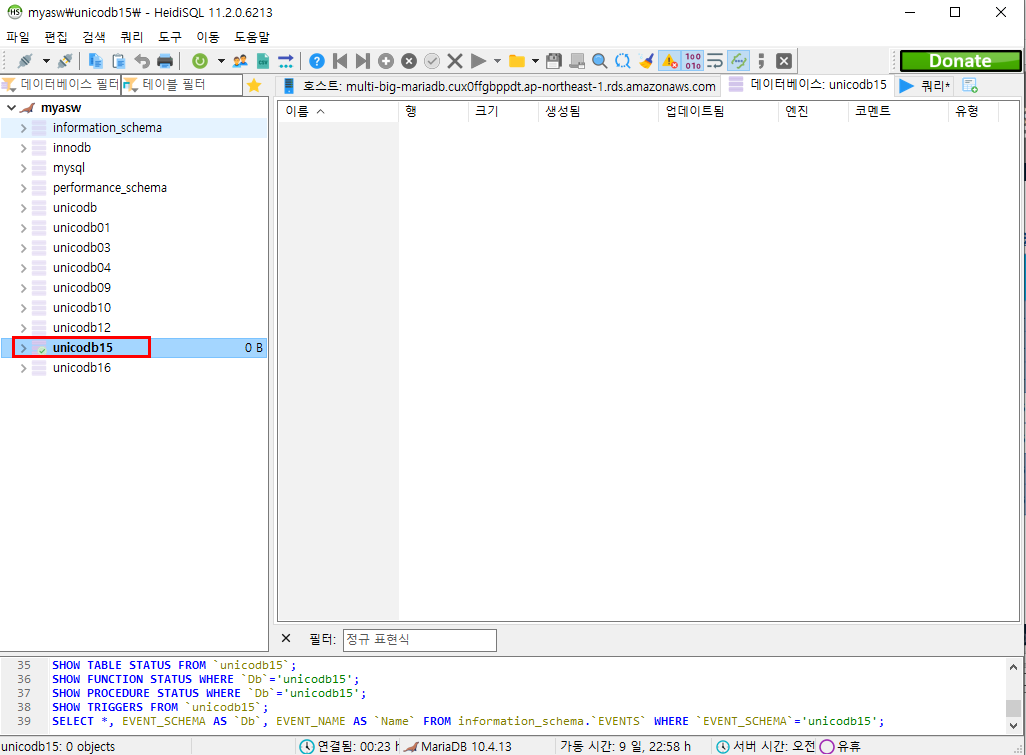 myasw\unicodb15\ - HeidiSQL 11.2.0.6213
파일 편집 검색 쿼리 도구 이동 도움말
Donate
데이터베이스 필터 테이블 필터
호스트: multi-big-mariadb.cux0ffgbppdt.ap-northeast-1.rds.amazonaws.com 데이터베이스: unicodb15 쿼리*
이름 행 크기 생성됨 업데이트됨 엔진 코멘트 유형
myasw
information_schema
innodb
mysql
performance_schema
unicodb
unicodb01
unicodb03
unicodb04
unicodb09
unicodb10
unicodb12
unicodb15 0 B
unicodb16
필터: 정규 표현식
35 SHOW TABLE STATUS FROM `unicodb15`;
36 SHOW FUNCTION STATUS WHERE `Db`='unicodb15';
37 SHOW PROCEDURE STATUS WHERE `Db`='unicodb15';
38 SHOW TRIGGERS FROM `unicodb15`;
39 SELECT *, EVENT_SCHEMA AS `Db`, EVENT_NAME AS `Name` FROM information_schema.`EVENTS` WHERE `EVENT_SCHEMA`='unicodb15';
unicodb15: 0 objects 연결됨: 00:23 h MariaDB 10.4.13 가동 시간: 9 일, 22:58 h 서버 시간: 오전 유휴